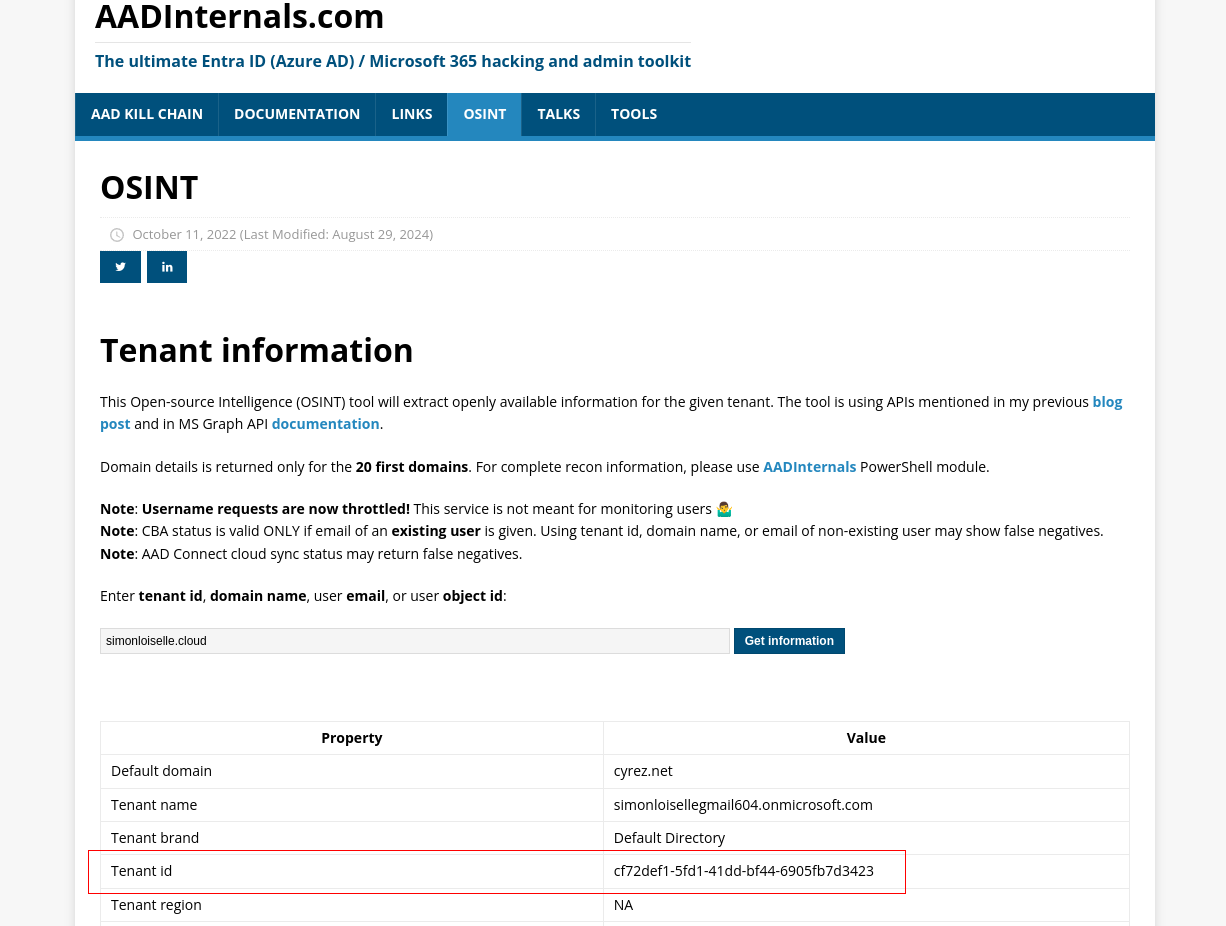 AADInternals.com
The ultimate Entra ID (Azure AD) / Microsoft 365 hacking and admin toolkit
AAD KILL CHAIN DOCUMENTATION LINKS OSINT TALKS TOOLS
OSINT
October 11, 2022 (Last Modified: August 29, 2024)
in
Tenant information
This Open-source Intelligence (OSINT) tool will extract openly available information for the given tenant. The tool is using APIs mentioned in my previous blog
post and in MS Graph API documentation.
Domain details is returned only for the 20 first domains. For complete recon information, please use AADInternals PowerShell module.
Note: Username requests are now throttled! This service is not meant for monitoring users 🤷‍♂️
Note: CBA status is valid ONLY if email of an existing user is given. Using tenant id, domain name, or email of non-existing user may show false negatives.
Note: AAD Connect cloud sync status may return false negatives.
Enter tenant id, domain name, user email, or user object id:
simonloiselle.cloud Get information
Property Value
Default domain cyrez.net
Tenant name simonloisellegmail604.onmicrosoft.com
Tenant brand Default Directory
Tenant id cf72def1-5fd1-41dd-bf44-6905fb7d3423
Tenant region NA